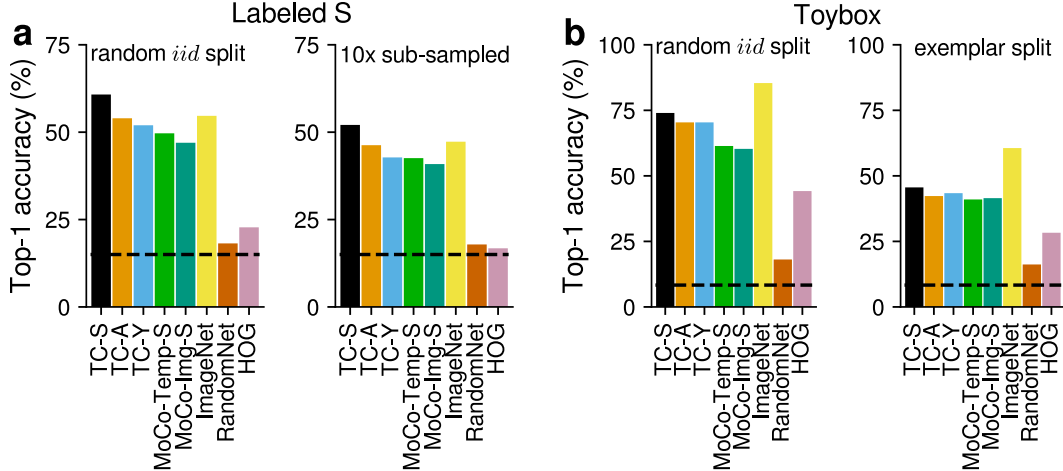 Labeled S
Toybox
a
Top-1 accuracy (%)
75
50
25
0
random iid split
TC-S
TC-A
TC-Y
MoCo-Temp-S
MoCo-Img-S
ImageNet
RandomNet
HOG
75
50
25
0
10x sub-sampled
TC-S
TC-A
TC-Y
MoCo-Temp-S
MoCo-Img-S
ImageNet
RandomNet
HOG
b
Top-1 accuracy (%)
100
75
50
25
0
random iid split
TC-S
TC-A
TC-Y
MoCo-Temp-S
MoCo-Img-S
ImageNet
RandomNet
HOG
100
75
50
25
0
exemplar split
TC-S
TC-A
TC-Y
MoCo-Temp-S
MoCo-Img-S
ImageNet
RandomNet
HOG